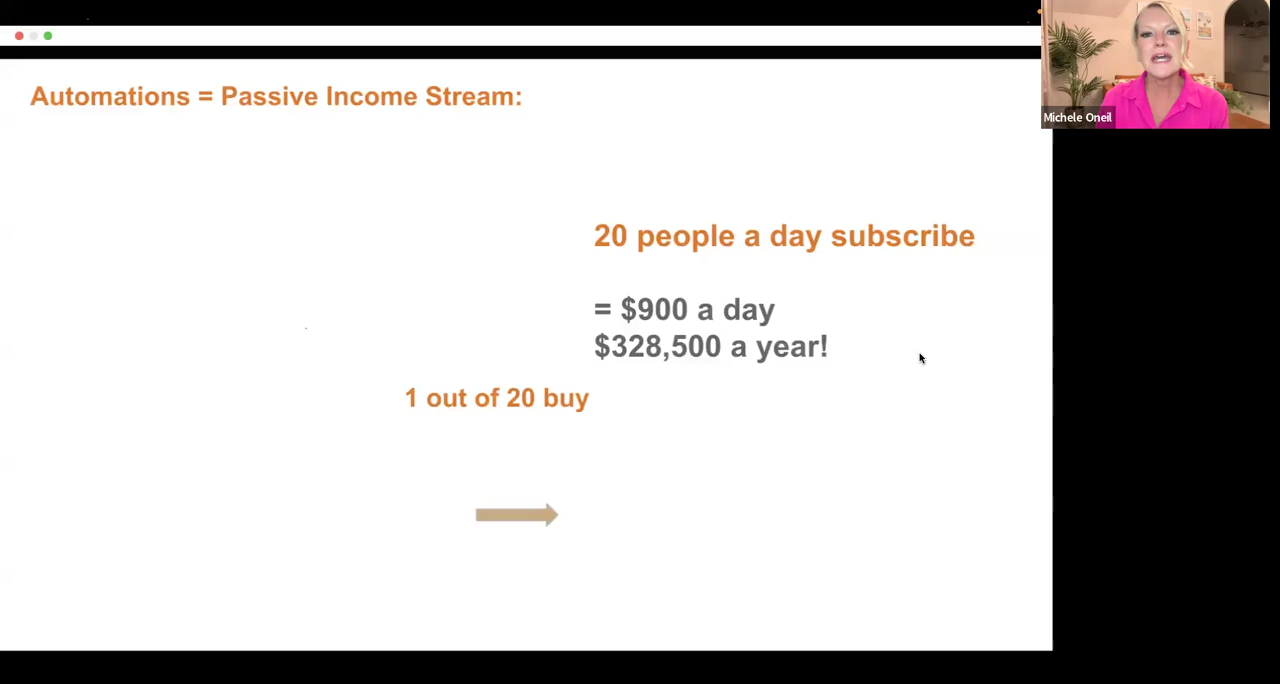 Michele Oneil
Automations = Passive Income Stream:
20 people a day subscribe
= $900 a day
$328,500 a year!
1 out of 20 buy